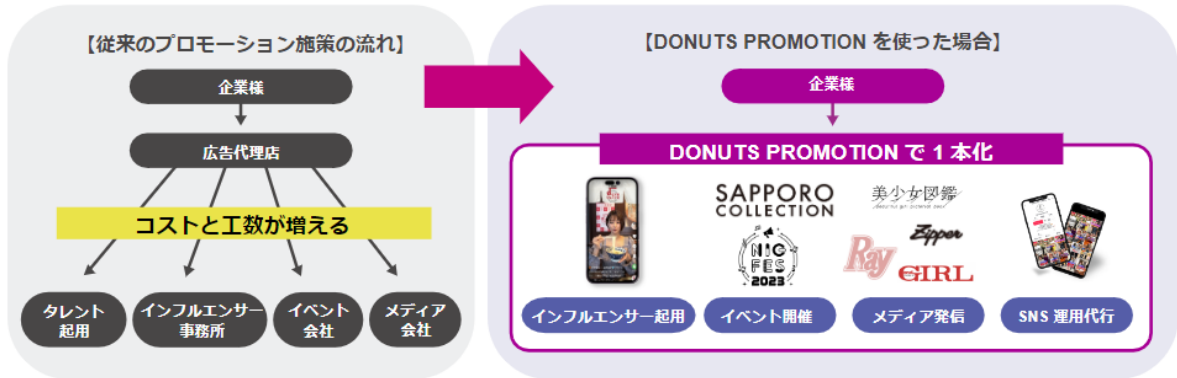 【従来のプロモーション施策の流れ】
企業様
広告代理店
コストと工数が増える
タレント
起用
インフルエンサー
事務所
イベント
会社
メディア
会社
【DONUTS PROMOTION を使った場合】
企業様
DONUTS PROMOTION で 1 本化
SAPPORO
COLLECTION
NIG
FES
2023
美少女図鑑
Zipper
Ray
GIRL
インフルエンサー起用
イベント開催
メディア発信
SNS 運用代行